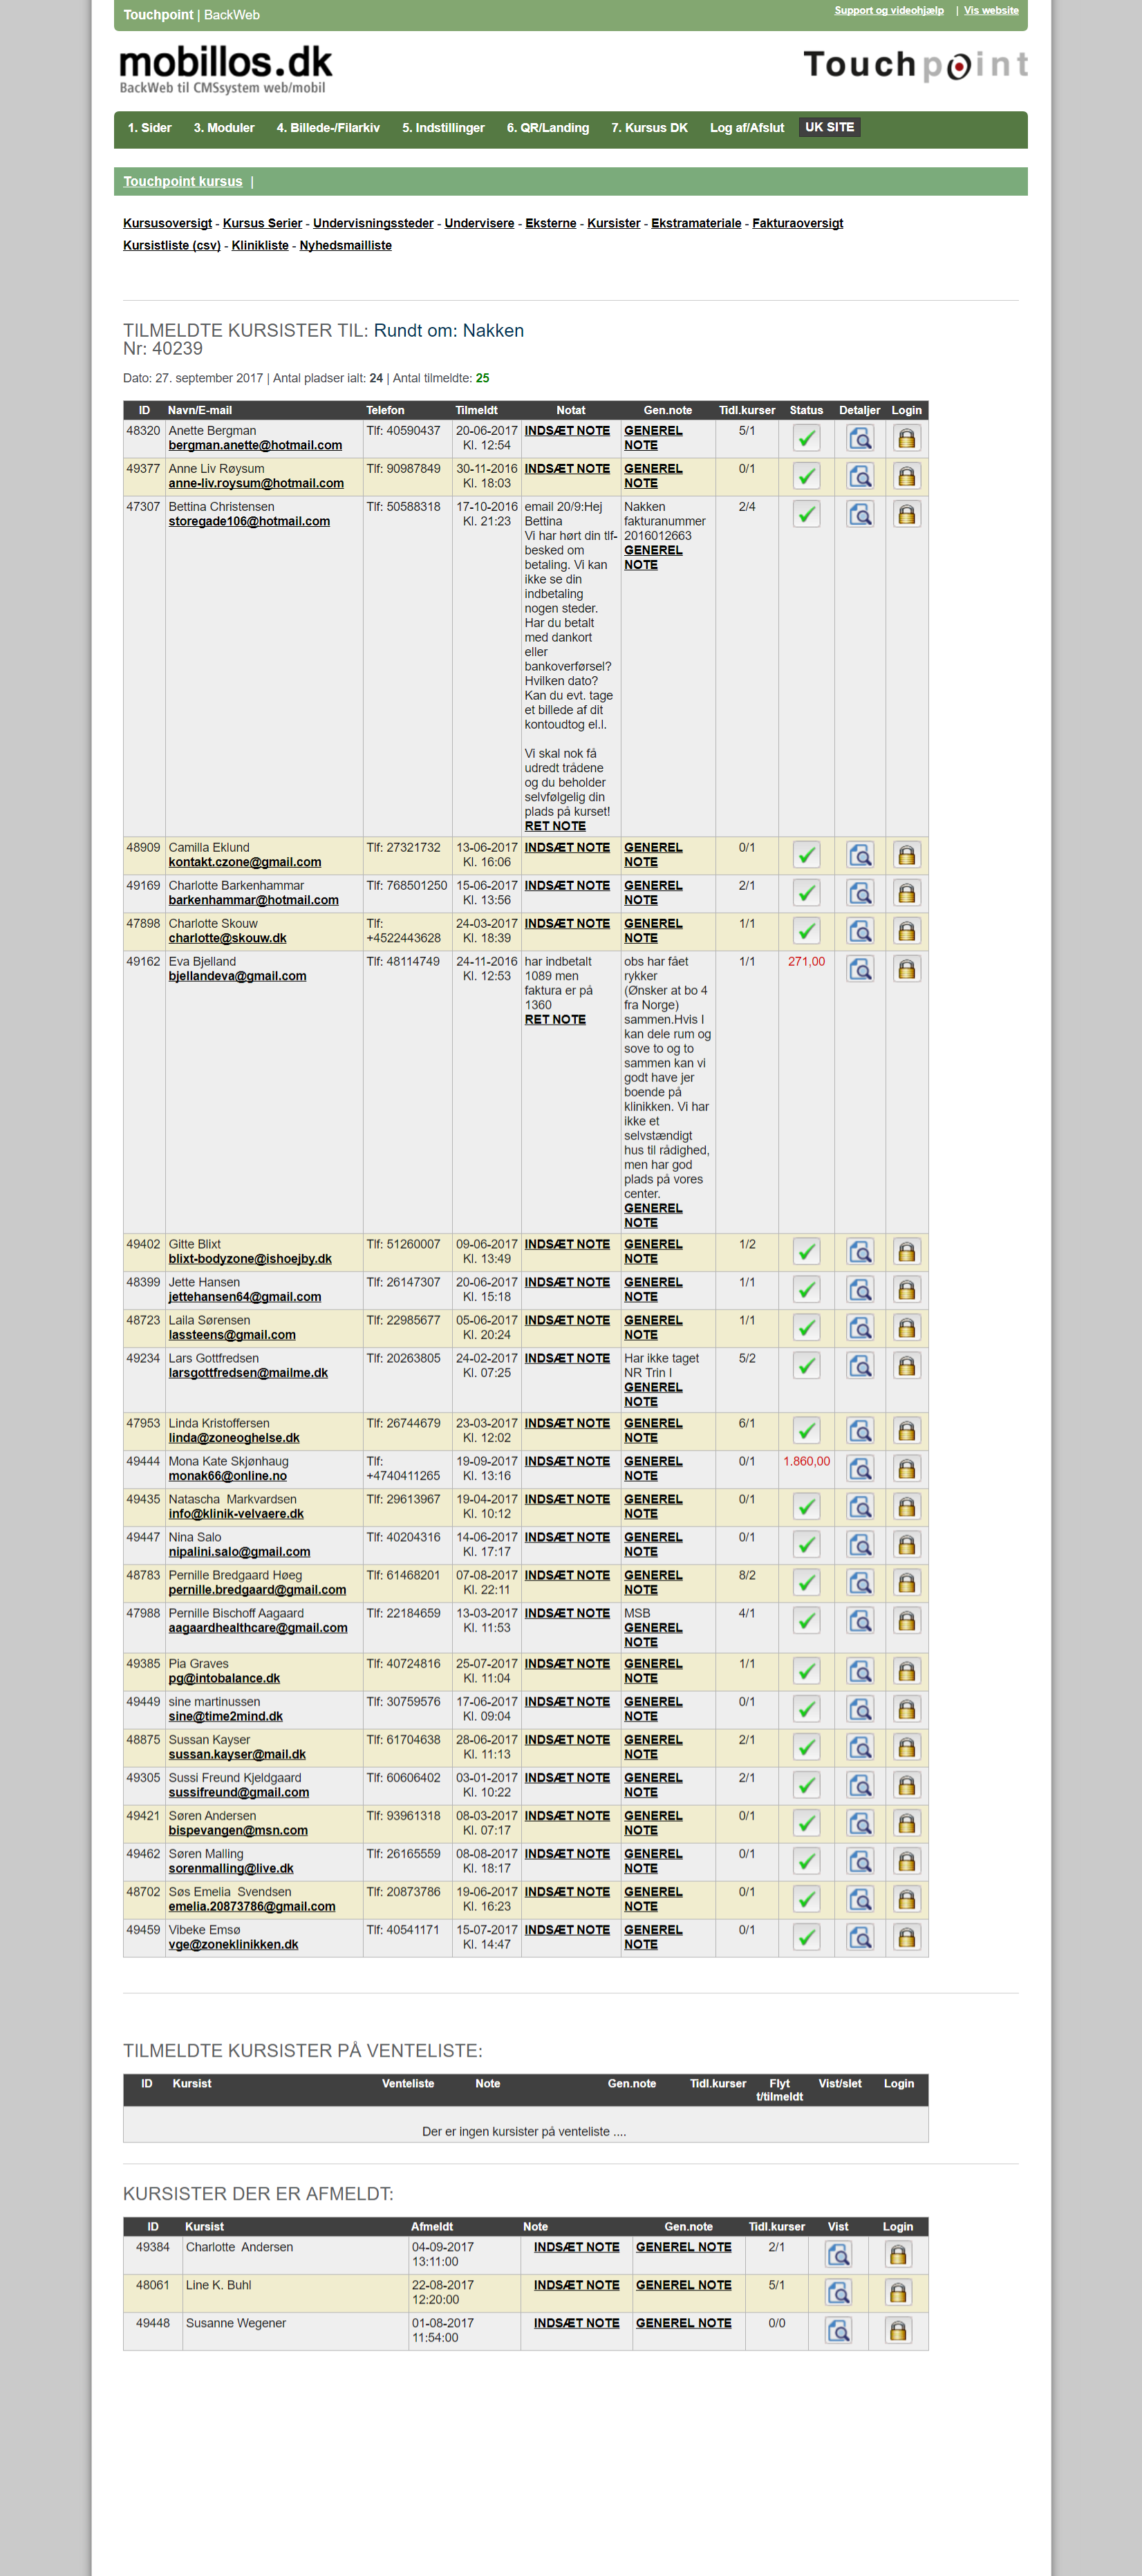 Touchpoint | BackWeb
Support og videohjælp | Vis website
mobillos.dk
BackWeb til CMSsystem web/mobil
Touchpoint
1. Sider 3. Moduler 4. Billede-/Filarkiv 5. Indstillinger 6. QR/Landing 7. Kursus DK Log af/Afslut UK SITE
Touchpoint kursus |
Kursusoversigt - Kursus Serier - Undervisningssteder - Undervisere - Eksterne - Kursister - Ekstramateriale - Fakturaoversigt
Kursistliste (csv) - Klinikliste - Nyhedsmailliste
TILMELDTE KURSISTER TIL: Rundt om: Nakken
Nr: 40239
Dato: 27. september 2017 | Antal pladser ialt: 24 | Antal tilmeldte: 25
ID Navn/E-mail Telefon Tilmeldt Notat Gen.note Tidl.kurser Status Detaljer Login
48320 Anette Bergman Tlf: 40590437 20-06-2017 INDSÆT NOTE GENEREL 5/1
bergman.anette@hotmail.com Kl. 12:54 NOTE
49377 Anne Liv Røysum Tlf: 90987849 30-11-2016 INDSÆT NOTE GENEREL 0/1
anne-liv.roysum@hotmail.com Kl. 18:03 NOTE
47307 Bettina Christensen Tlf: 50588318 17-10-2016 email 20/9:Hej Nakken 2/4
storegade106@hotmail.com Kl. 21:23 Bettina fakturanummer
Vi har hørt din tlf- 2016012663
besked om GENEREL
betaling. Vi kan NOTE
ikke se din
indbetaling
nogen steder.
Har du betalt
med dankort
eller
bankoverførsel?
Hvilken dato?
Kan du evt. tage
et billede af dit
kontoudtog el.l.
Vi skal nok få
udredt trådene
og du beholder
selvfølgelig din
plads på kurset!
RET NOTE
48909 Camilla Eklund Tlf: 27321732 13-06-2017 INDSÆT NOTE GENEREL 0/1
kontakt.czone@gmail.com Kl. 16:06 NOTE
49169 Charlotte Barkenhammar Tlf: 768501250 15-06-2017 INDSÆT NOTE GENEREL 2/1
barkenhammar@hotmail.com Kl. 13:56 NOTE
47898 Charlotte Skouw Tlf: 24-03-2017 INDSÆT NOTE GENEREL 1/1
charlotte@skouw.dk +4522443628 Kl. 18:39 NOTE
49162 Eva Bjelland Tlf: 48114749 24-11-2016 har indbetalt obs har fået 1/1 271,00
bjellandeva@gmail.com Kl. 12:53 1089 men rykker
faktura er på (Ønsker at bo 4
1360 fra Norge)
RET NOTE sammen.Hvis I
kan dele rum og
sove to og to
sammen kan vi
godt have jer
boende på
klinikken. Vi har
ikke et
selvstændigt
hus til rådighed,
men har god
plads på vores
center.
GENEREL
NOTE
49402 Gitte Blixt Tlf: 51260007 09-06-2017 INDSÆT NOTE GENEREL 1/2
blixt-bodyzone@ishoejby.dk Kl. 13:49 NOTE
48399 Jette Hansen Tlf: 26147307 20-06-2017 INDSÆT NOTE GENEREL 1/1
jettehansen64@gmail.com Kl. 15:18 NOTE
48723 Laila Sørensen Tlf: 22985677 05-06-2017 INDSÆT NOTE GENEREL 1/1
lassteens@gmail.com Kl. 20:24 NOTE
49234 Lars Gottfredsen Tlf: 20263805 24-02-2017 INDSÆT NOTE Har ikke taget 5/2
larsgottfredsen@mailme.dk Kl. 07:25 NR Trin I
GENEREL
NOTE
47953 Linda Kristoffersen Tlf: 26744679 23-03-2017 INDSÆT NOTE GENEREL 6/1
linda@zoneoghelse.dk Kl. 12:02 NOTE
49444 Mona Kate Skjønhaug Tlf: 19-09-2017 INDSÆT NOTE GENEREL 0/1 1.860,00
monak66@online.no +4740411265 Kl. 13:16 NOTE
49435 Natascha Markvardsen Tlf: 29613967 19-04-2017 INDSÆT NOTE GENEREL 0/1
info@klinik-velvaere.dk Kl. 10:12 NOTE
49447 Nina Salo Tlf: 40204316 14-06-2017 INDSÆT NOTE GENEREL 0/1
nipalini.salo@gmail.com Kl. 17:17 NOTE
48783 Pernille Bredgaard Høeg Tlf: 61468201 07-08-2017 INDSÆT NOTE GENEREL 8/2
pernille.bredgaard@gmail.com Kl. 22:11 NOTE
47988 Pernille Bischoff Aagaard Tlf: 22184659 13-03-2017 INDSÆT NOTE MSB 4/1
aagaardhealthcare@gmail.com Kl. 11:53 GENEREL
NOTE
49385 Pia Graves Tlf: 40724816 25-07-2017 INDSÆT NOTE GENEREL 1/1
pg@intobalance.dk Kl. 11:04 NOTE
49449 sine martinussen Tlf: 30759576 17-06-2017 INDSÆT NOTE GENEREL 0/1
sine@time2mind.dk Kl. 09:04 NOTE
48875 Sussan Kayser Tlf: 61704638 28-06-2017 INDSÆT NOTE GENEREL 2/1
sussan.kayser@mail.dk Kl. 11:13 NOTE
49305 Sussi Freund Kjeldgaard Tlf: 60606402 03-01-2017 INDSÆT NOTE GENEREL 2/1
sussifreund@gmail.com Kl. 10:22 NOTE
49421 Søren Andersen Tlf: 93961318 08-03-2017 INDSÆT NOTE GENEREL 0/1
bispevangen@msn.com Kl. 07:17 NOTE
49462 Søren Malling Tlf: 26165559 08-08-2017 INDSÆT NOTE GENEREL 0/1
sorenmalling@live.dk Kl. 18:17 NOTE
48702 Søs Emelia Svendsen Tlf: 20873786 19-06-2017 INDSÆT NOTE GENEREL 0/1
emelia.20873786@gmail.com Kl. 16:23 NOTE
49459 Vibeke Emsø Tlf: 40541171 15-07-2017 INDSÆT NOTE GENEREL 0/1
vge@zoneklinikken.dk Kl. 14:47 NOTE
TILMELDTE KURSISTER PÅ VENTELISTE:
ID Kursist Venteliste Note Gen.note Tidl.kurser Flyt Vist/slet Login
t/tilmeldt
Der er ingen kursister på venteliste ....
KURSISTER DER ER AFMELDT:
ID Kursist Afmeldt Note Gen.note Tidl.kurser Vist Login
49384 Charlotte Andersen 04-09-2017 INDSÆT NOTE GENEREL NOTE 2/1
13:11:00
48061 Line K. Buhl 22-08-2017 INDSÆT NOTE GENEREL NOTE 5/1
12:20:00
49448 Susanne Wegener 01-08-2017 INDSÆT NOTE GENEREL NOTE 0/0
11:54:00